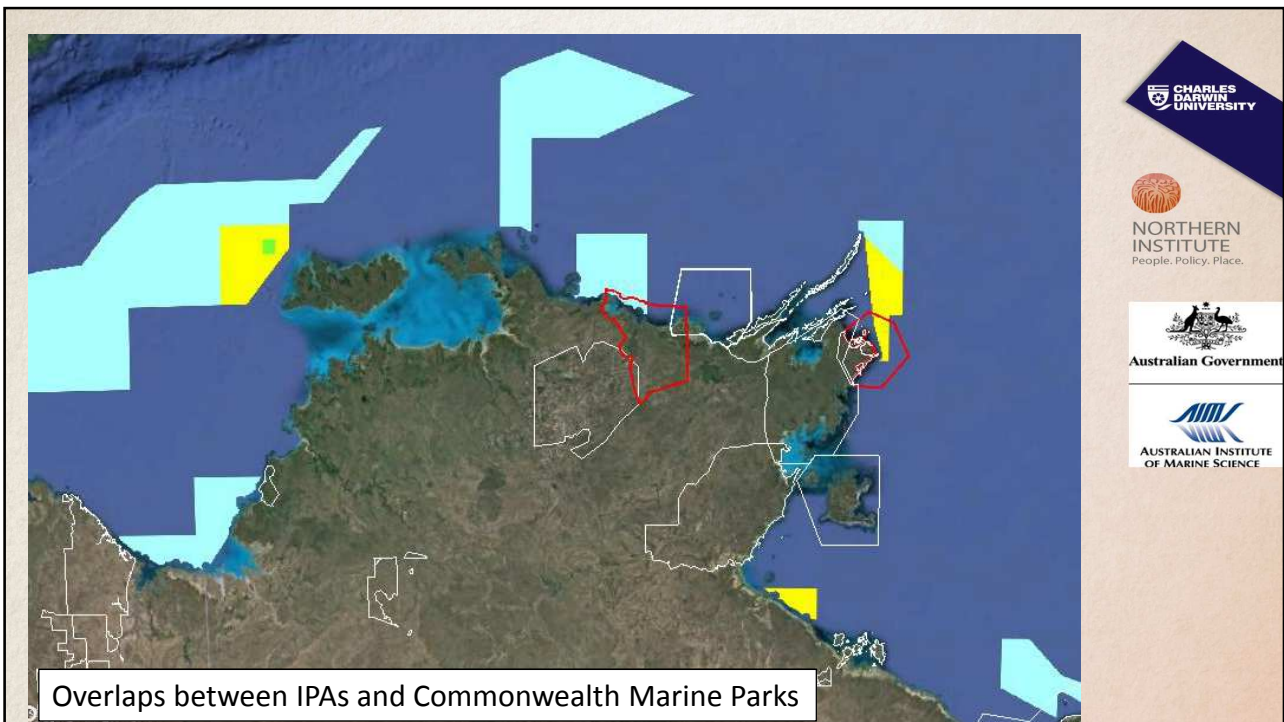 CHARLES
DARWIN
UNIVERSITY
NORTHERN
INSTITUTE
People. Policy. Place.
Australian Government
AIMS
AUSTRALIAN INSTITUTE
OF MARINE SCIENCE
Overlaps between IPAs and Commonwealth Marine Parks